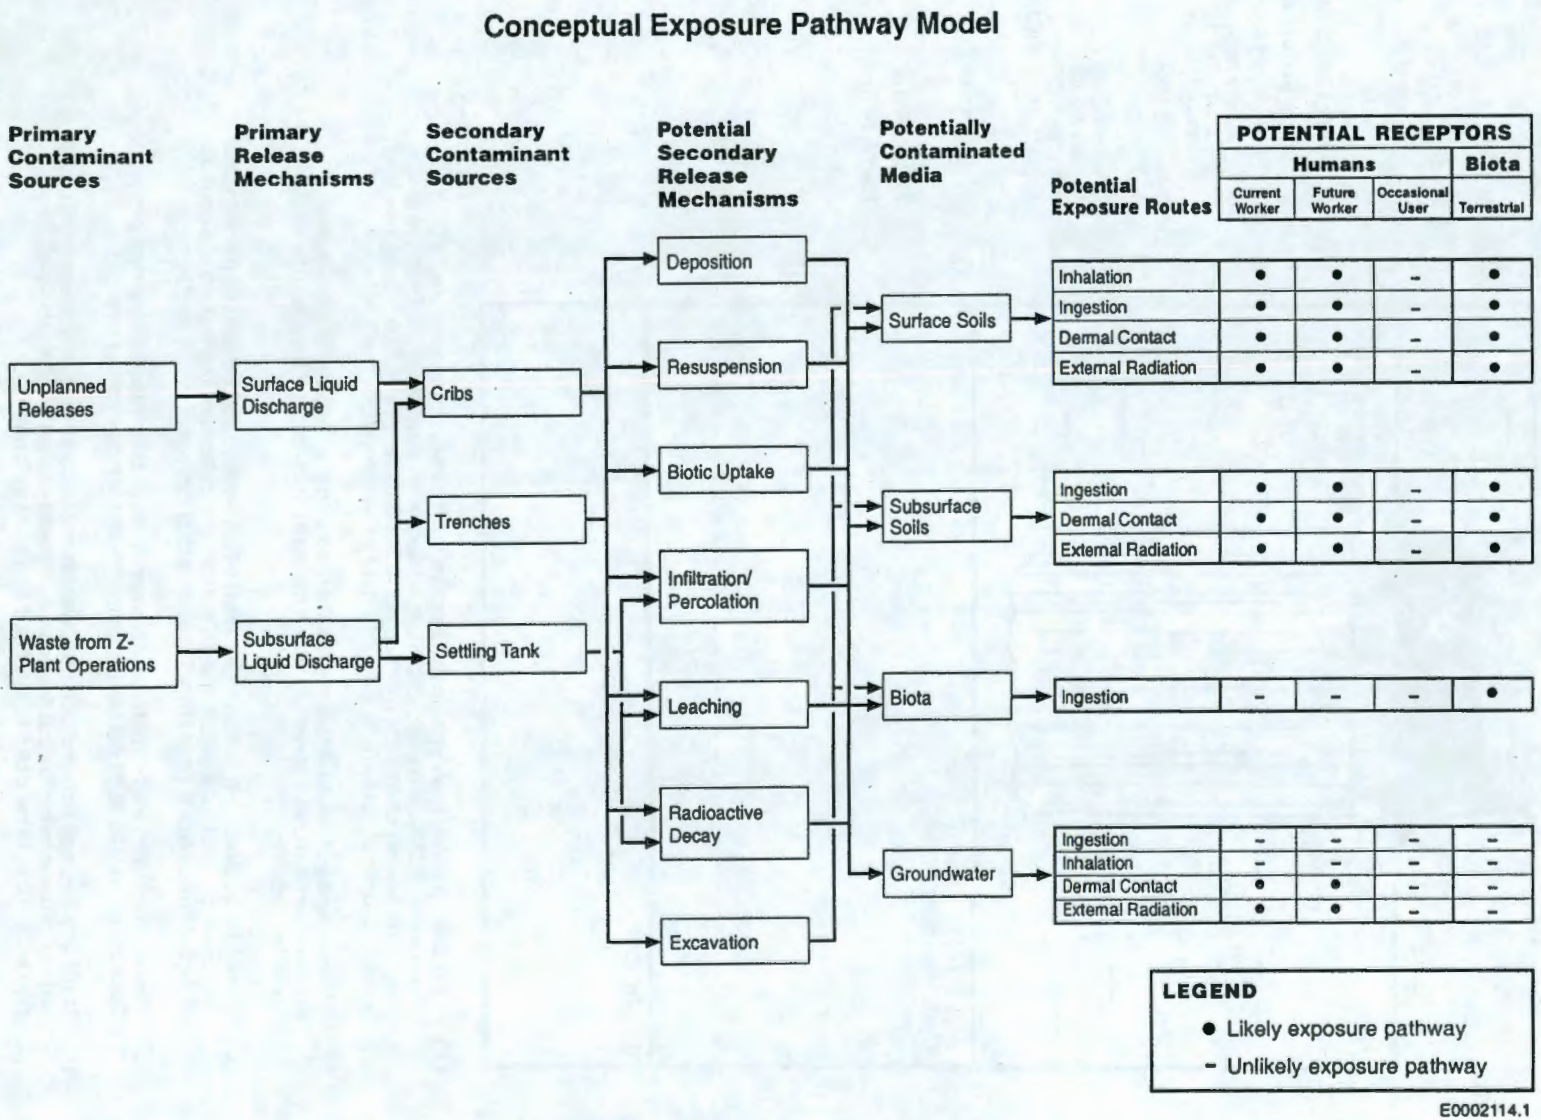 Conceptual Exposure Pathway Model
Primary
Contaminant
Sources
Primary
Release
Mechanisms
Secondary
Contaminant
Sources
Potential
Secondary
Release
Mechanisms
Potentially
Contaminated
Media
Potential
Exposure Routes
POTENTIAL RECEPTORS
Humans
Biota
Current
Worker
Future
Worker
Occasional
User
Terrestrial
Unplanned
Releases
Waste from Z-
Plant Operations
Surface Liquid
Discharge
Subsurface
Liquid Discharge
Cribs
Trenches
Settling Tank
Deposition
Resuspension
Biotic Uptake
Infiltration/
Percolation
Leaching
Radioactive
Decay
Excavation
Surface Soils
Subsurface
Soils
Biota
Groundwater
Inhalation ● ● – ●
Ingestion ● ● – ●
Dermal Contact ● ● – ●
External Radiation ● ● – ●
Ingestion ● ● – ●
Dermal Contact ● ● – ●
External Radiation ● ● – ●
Ingestion – – – ●
Ingestion – – – –
Inhalation – – – –
Dermal Contact ● ● – –
External Radiation ● ● – –
LEGEND
● Likely exposure pathway
– Unlikely exposure pathway
E0002114.1